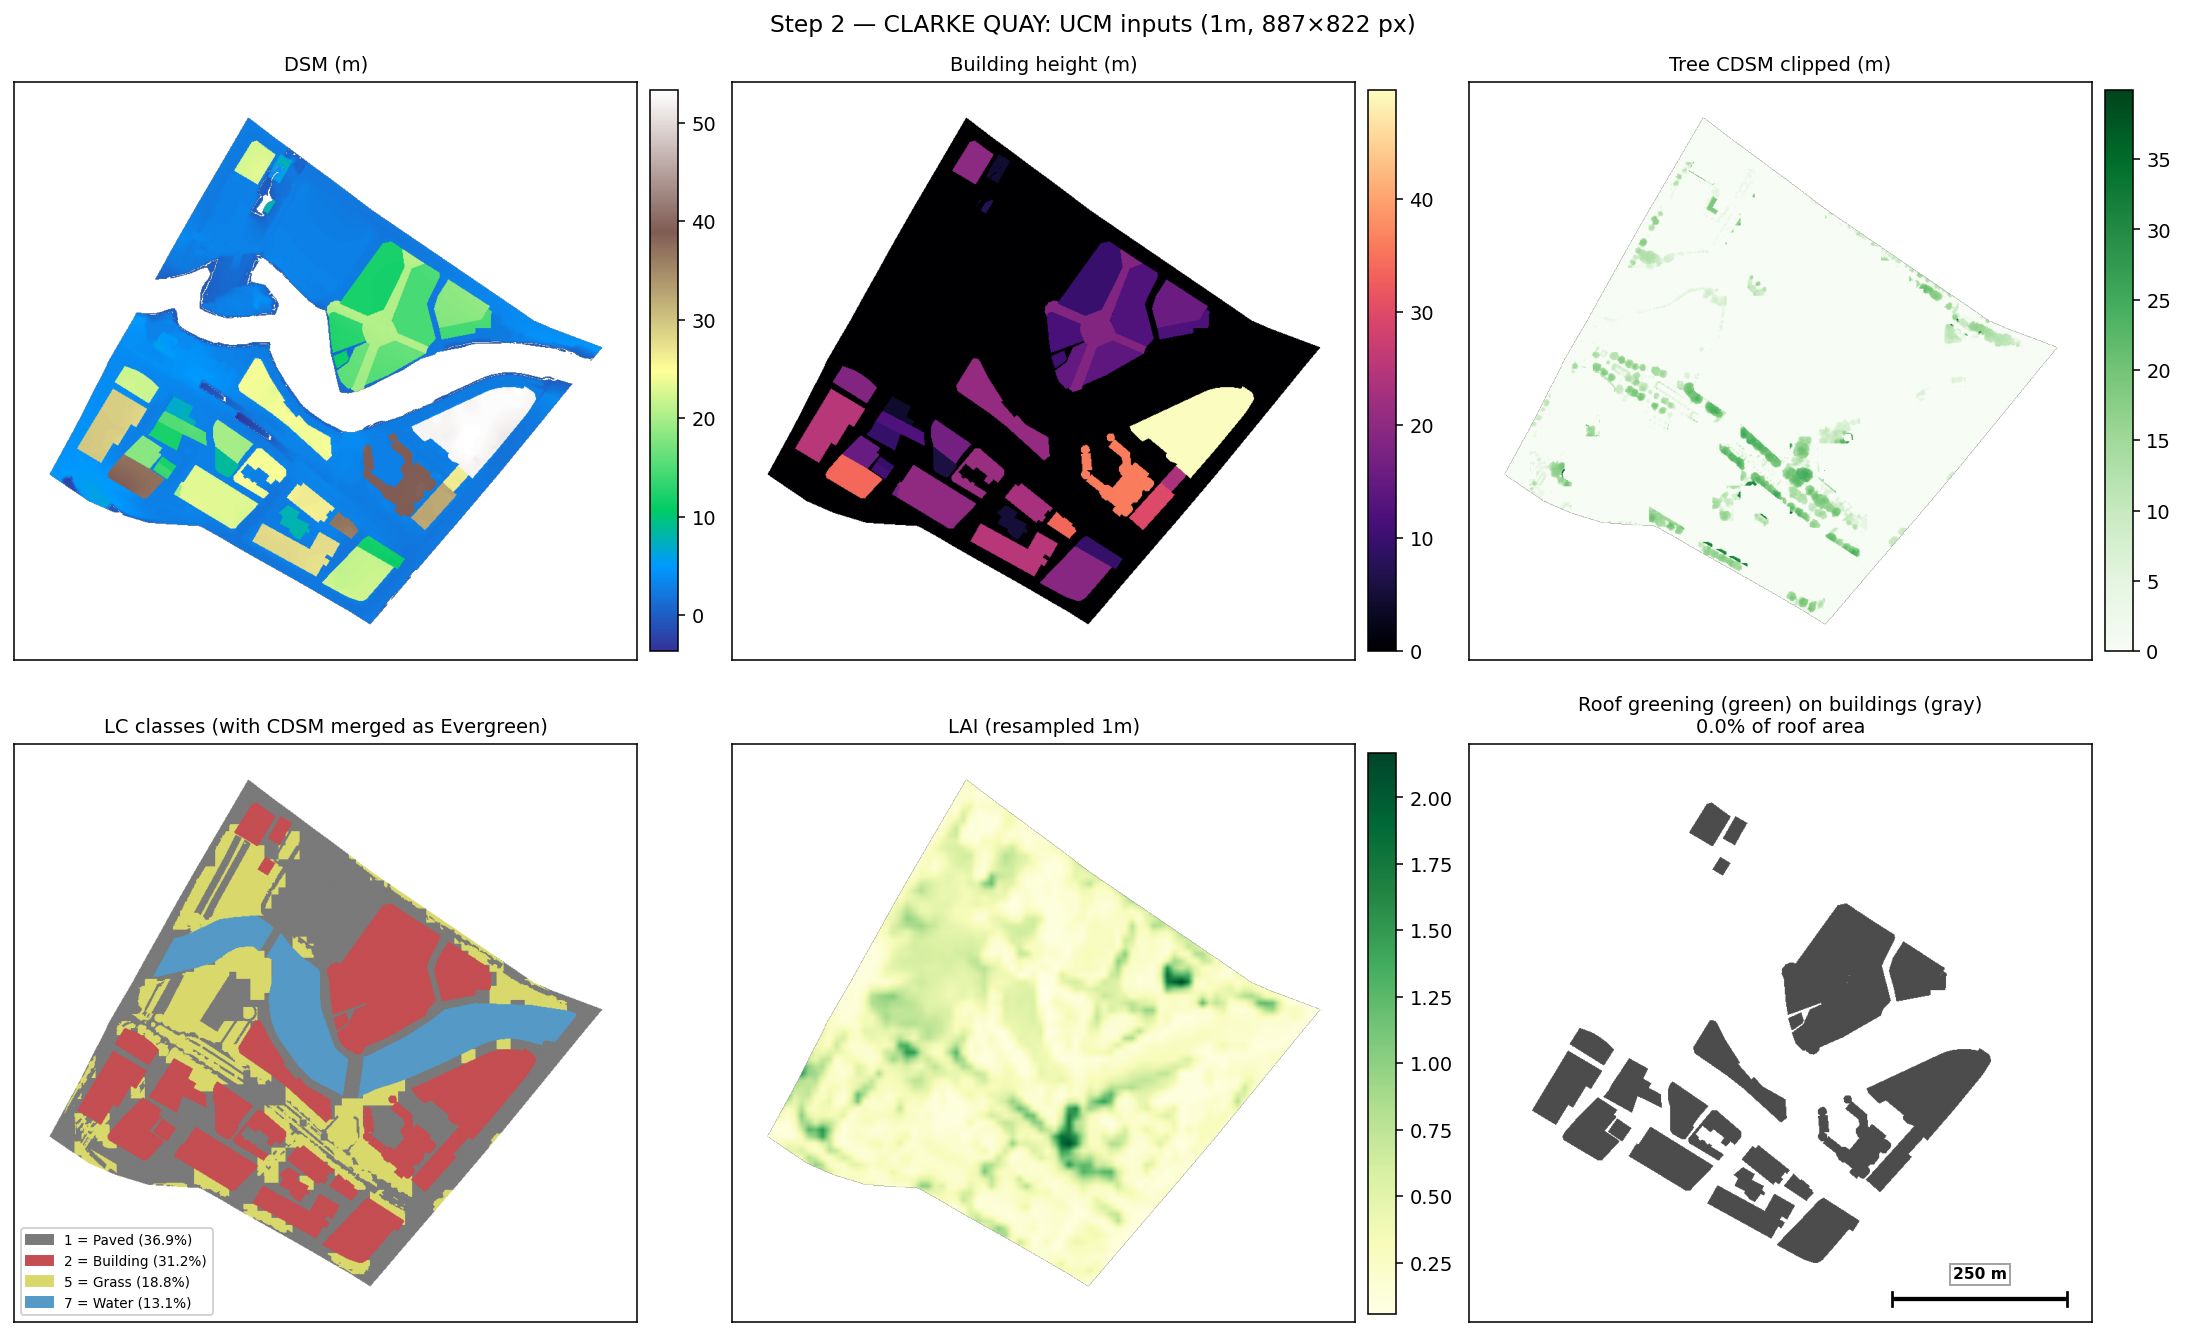 Step 2 — CLARKE QUAY: UCM inputs (1m, 887×822 px)
DSM (m)
50
40
30
20
10
0
Building height (m)
40
30
20
10
0
Tree CDSM clipped (m)
35
30
25
20
15
10
5
0
LC classes (with CDSM merged as Evergreen)
1 = Paved (36.9%)
2 = Building (31.2%)
5 = Grass (18.8%)
7 = Water (13.1%)
LAI (resampled 1m)
2.00
1.75
1.50
1.25
1.00
0.75
0.50
0.25
Roof greening (green) on buildings (gray)
0.0% of roof area
250 m